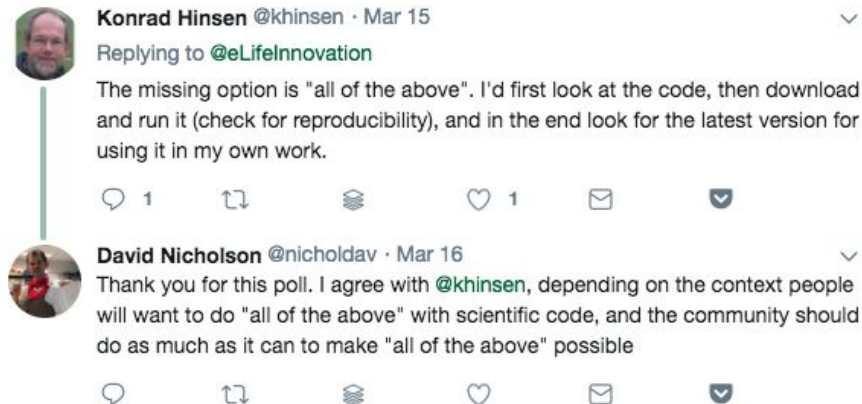 Konrad Hinsen @khinsen · Mar 15
Replying to @eLifeInnovation
The missing option is "all of the above". I'd first look at the code, then download
and run it (check for reproducibility), and in the end look for the latest version for
using it in my own work.
1 1
David Nicholson @nicholdav · Mar 16
Thank you for this poll. I agree with @khinsen, depending on the context people
will want to do "all of the above" with scientific code, and the community should
do as much as it can to make "all of the above" possible